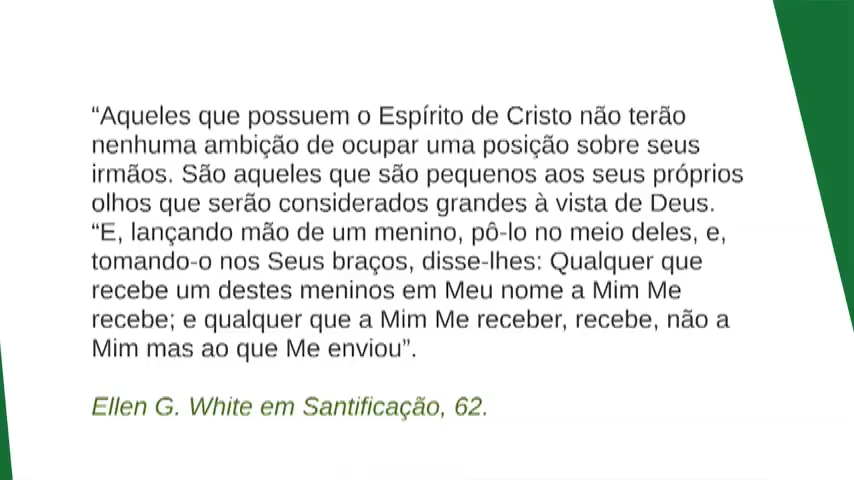 “Aqueles que possuem o Espírito de Cristo não terão
nenhuma ambição de ocupar uma posição sobre seus
irmãos. São aqueles que são pequenos aos seus próprios
olhos que serão considerados grandes à vista de Deus.
“E, lançando mão de um menino, pô-lo no meio deles, e,
tomando-o nos Seus braços, disse-lhes: Qualquer que
recebe um destes meninos em Meu nome a Mim Me
recebe; e qualquer que a Mim Me receber, recebe, não a
Mim mas ao que Me enviou”.
Ellen G. White em Santificação, 62.